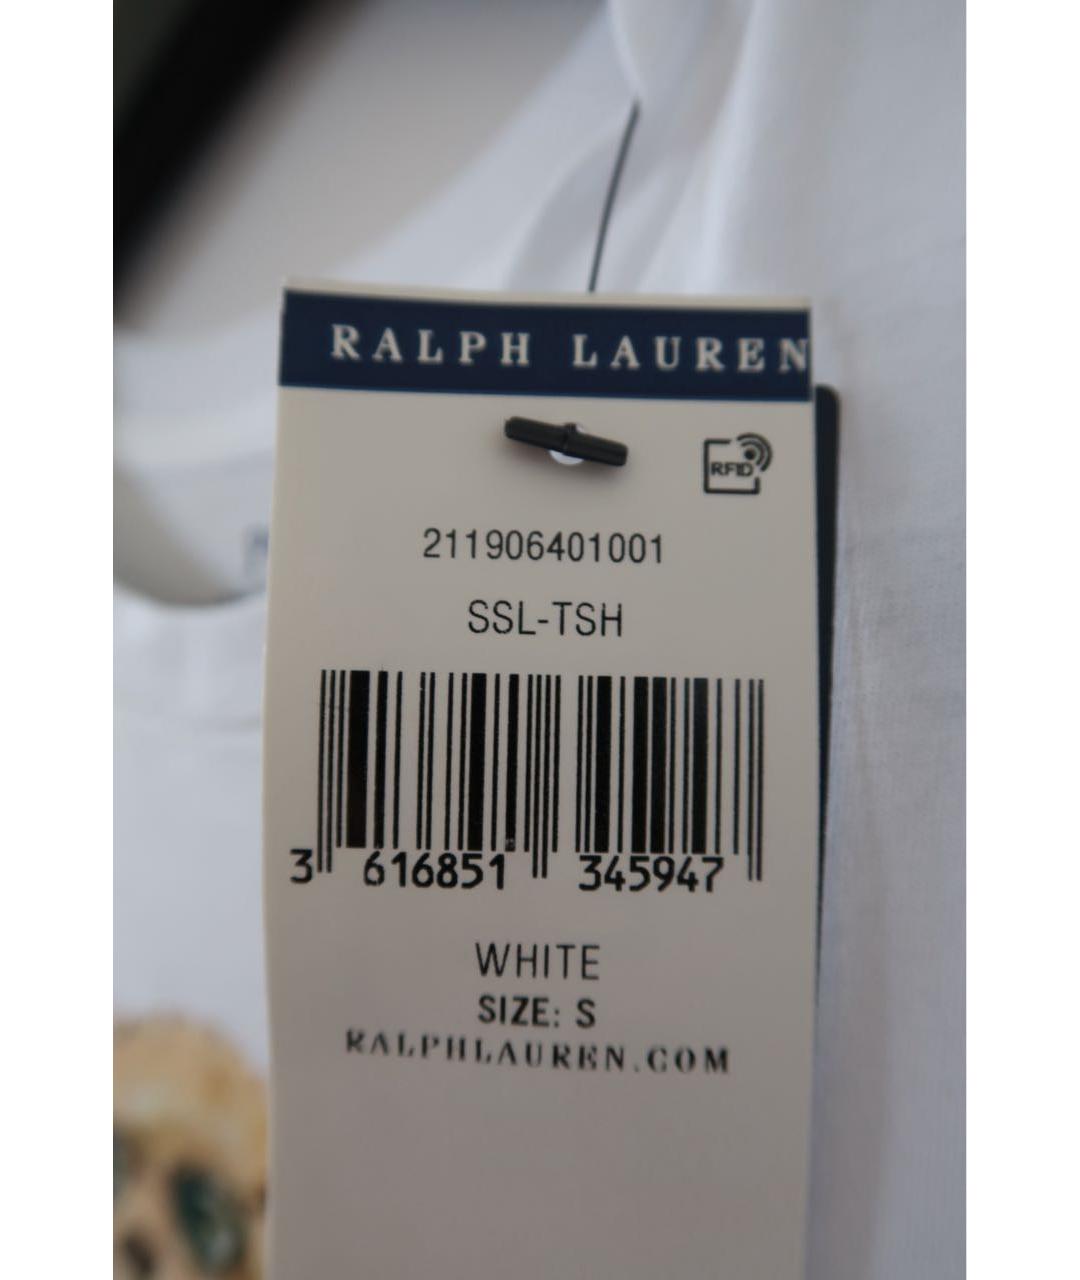 RALPH LAUREN
RFID
211906401001
SSL-TSH
3 616851 345947
WHITE
SIZE: S
RALPHLAUREN.COM